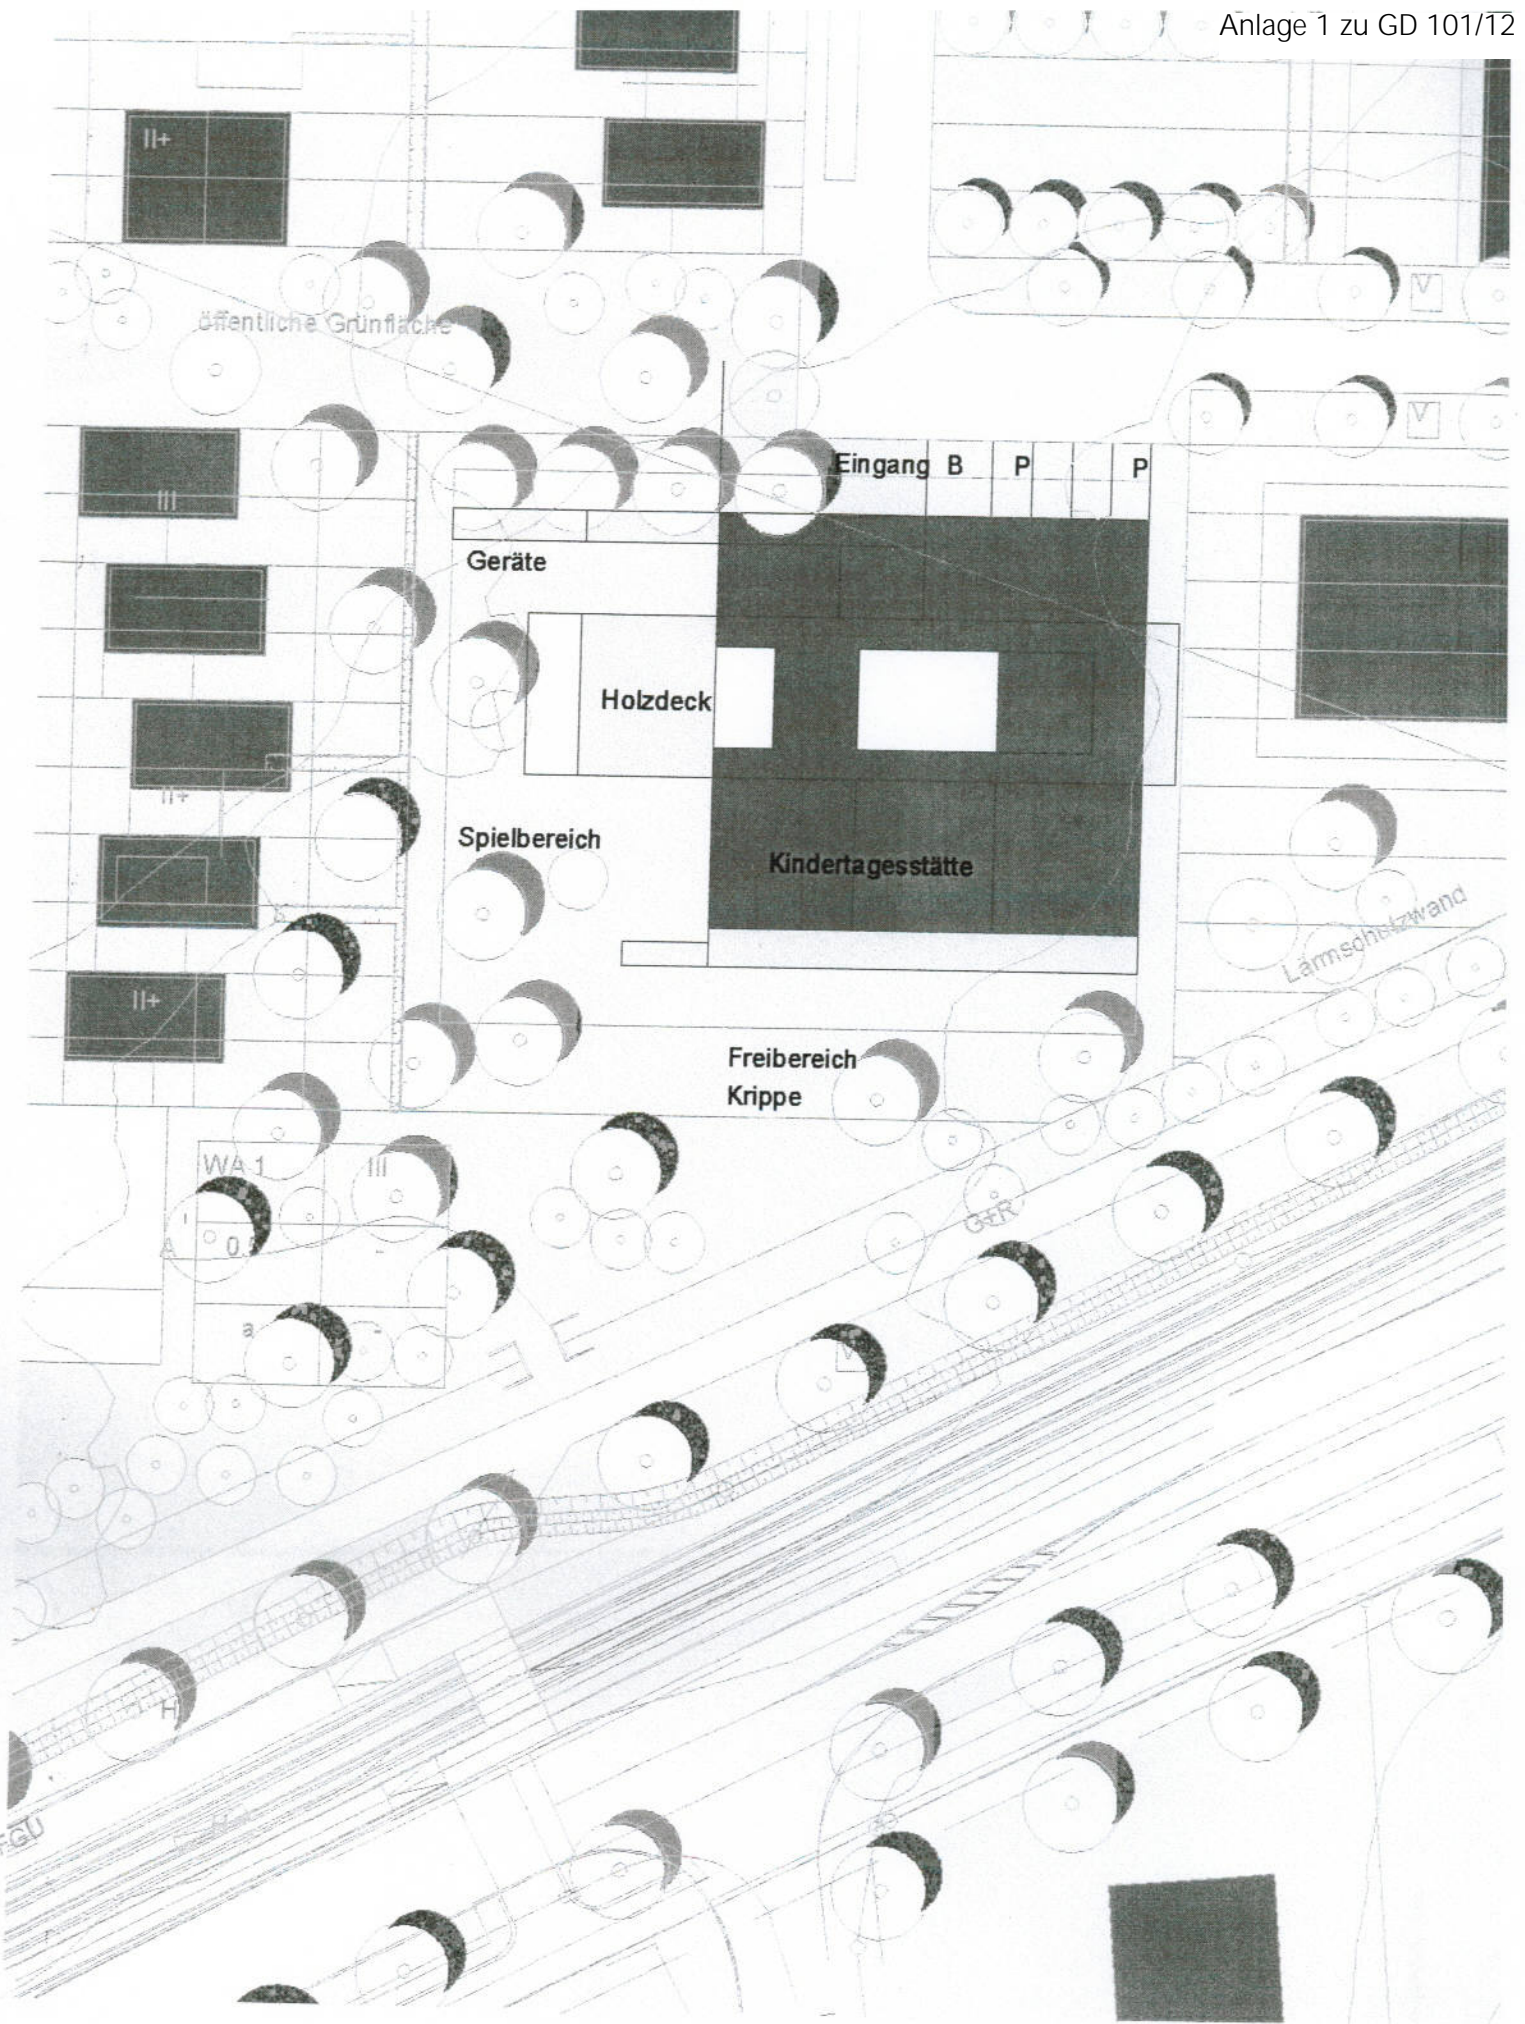 Anlage 1 zu GD 101/12
II+
öffentliche Grünfläche
V
V
Eingang B P P
III
Geräte
Holzdeck
II+
Spielbereich
Kindertagesstätte
Lärmschutzwand
II+
Freibereich
Krippe
WA 1 III
G+R
A
a
H